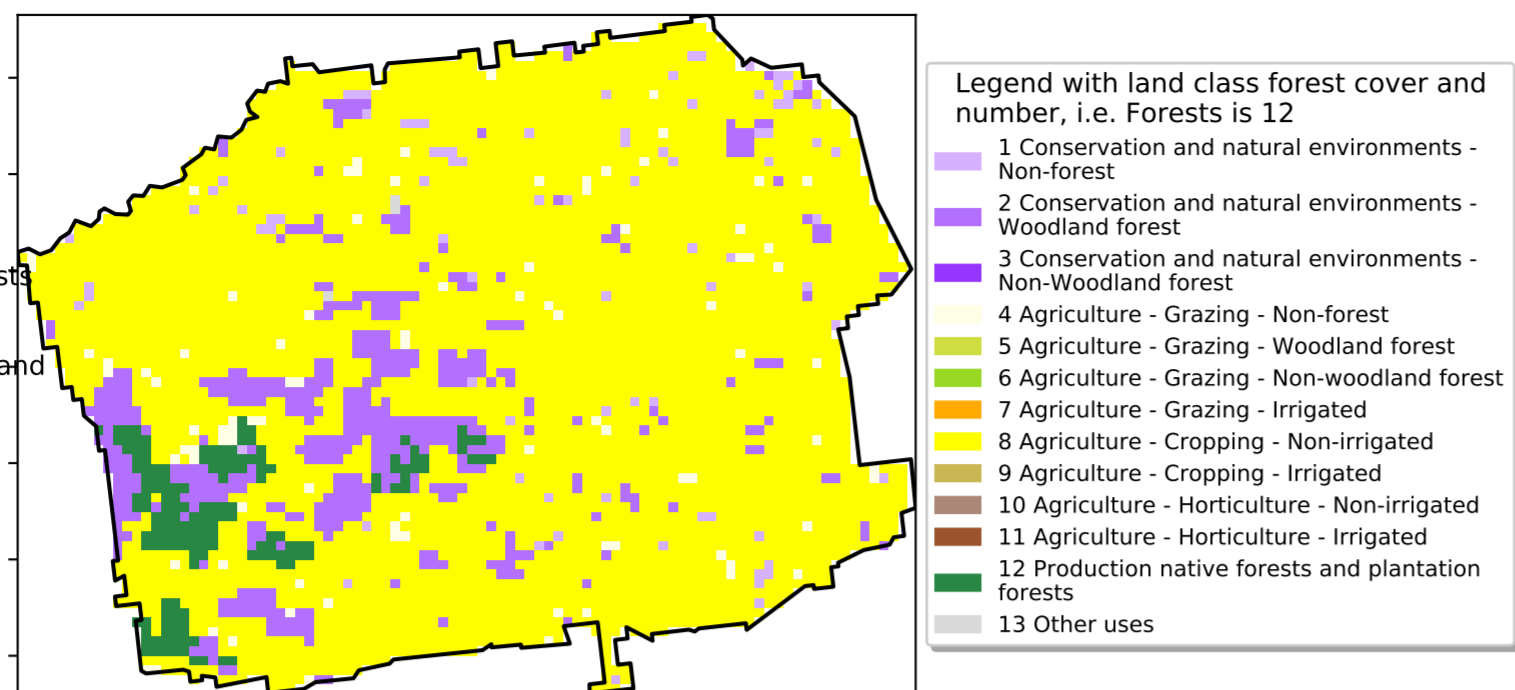 sts
and
Legend with land class forest cover and
number, i.e. Forests is 12
1 Conservation and natural environments -
Non-forest
2 Conservation and natural environments -
Woodland forest
3 Conservation and natural environments -
Non-Woodland forest
4 Agriculture - Grazing - Non-forest
5 Agriculture - Grazing - Woodland forest
6 Agriculture - Grazing - Non-woodland forest
7 Agriculture - Grazing - Irrigated
8 Agriculture - Cropping - Non-irrigated
9 Agriculture - Cropping - Irrigated
10 Agriculture - Horticulture - Non-irrigated
11 Agriculture - Horticulture - Irrigated
12 Production native forests and plantation
forests
13 Other uses